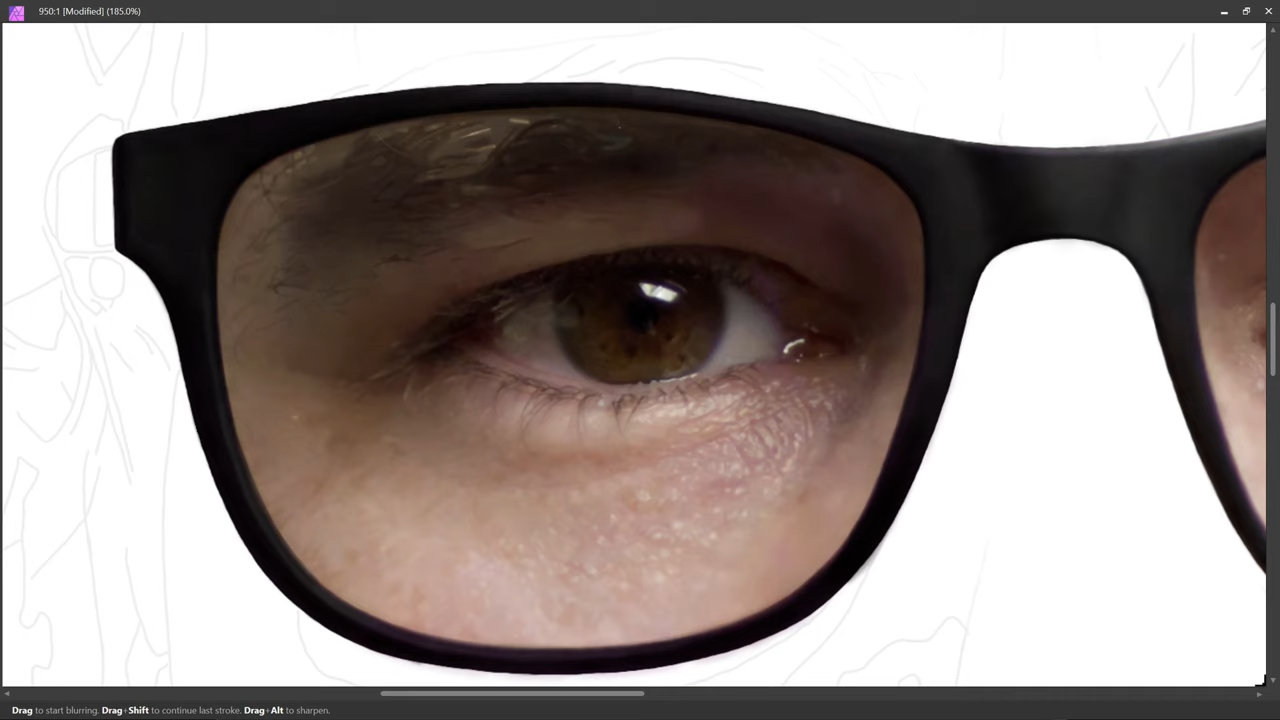 950:1 [Modified] (185.0%)
Drag to start blurring. Drag+Shift to continue last stroke. Drag+Alt to sharpen.